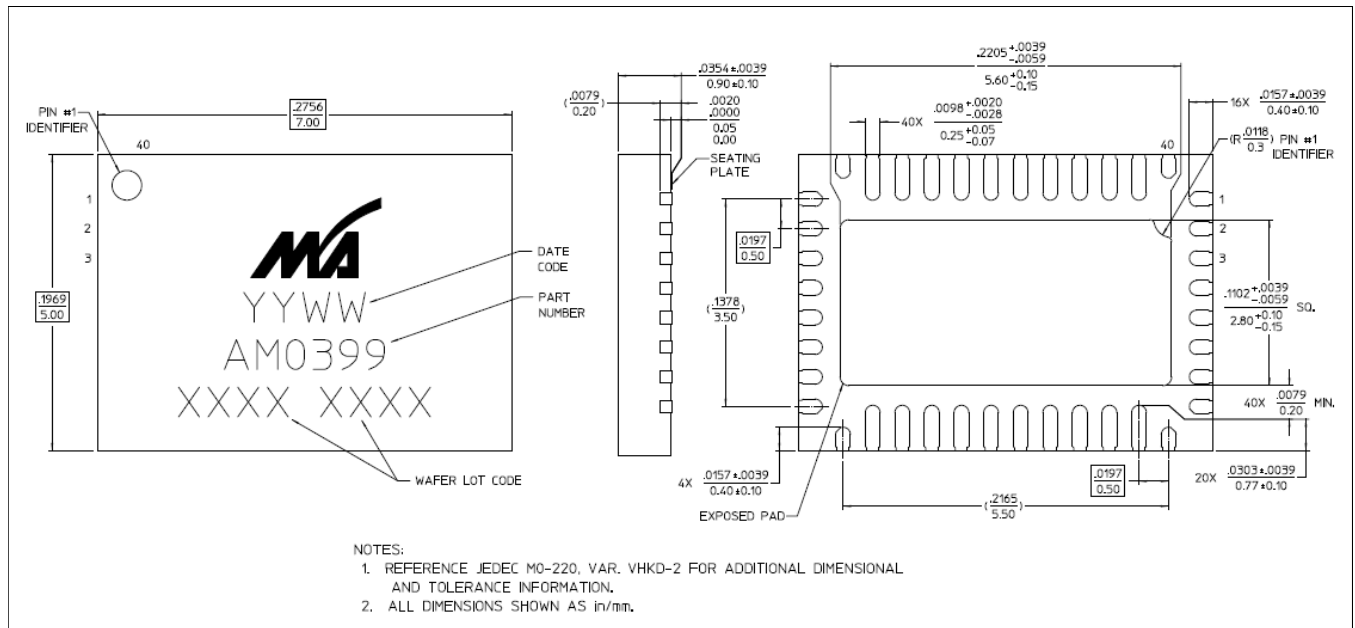 PIN #1
IDENTIFIER
.2756
7.00
40
1
2
3
.1969
5.00
MA
YYWW
AM0399
XXXX XXXX
DATE
CODE
PART
NUMBER
WAFER LOT CODE
.0354±.0039
0.90±0.10
(.0079
0.20)
.0020
.0000
0.05
0.00
SEATING
PLATE
.2205 +.0039
-.0059
5.60 +0.10
-0.15
40X .0098 +.0020
-.0028
0.25 +0.05
-0.07
16X .0157±.0039
0.40±0.10
(R .0118
0.3) PIN #1
IDENTIFIER
40
1
2
3
.0197
0.50
(.1378
3.50)
.1102 +.0039
-.0059 SQ.
2.80 +0.10
-0.15
40X .0079
0.20 MIN.
4X .0157±.0039
0.40±0.10
.0197
0.50
20X .0303±.0039
0.77±0.10
(.2165
5.50)
EXPOSED PAD
NOTES:
1. REFERENCE JEDEC MO-220, VAR. VHKD-2 FOR ADDITIONAL DIMENSIONAL
AND TOLERANCE INFORMATION.
2. ALL DIMENSIONS SHOWN AS in/mm.